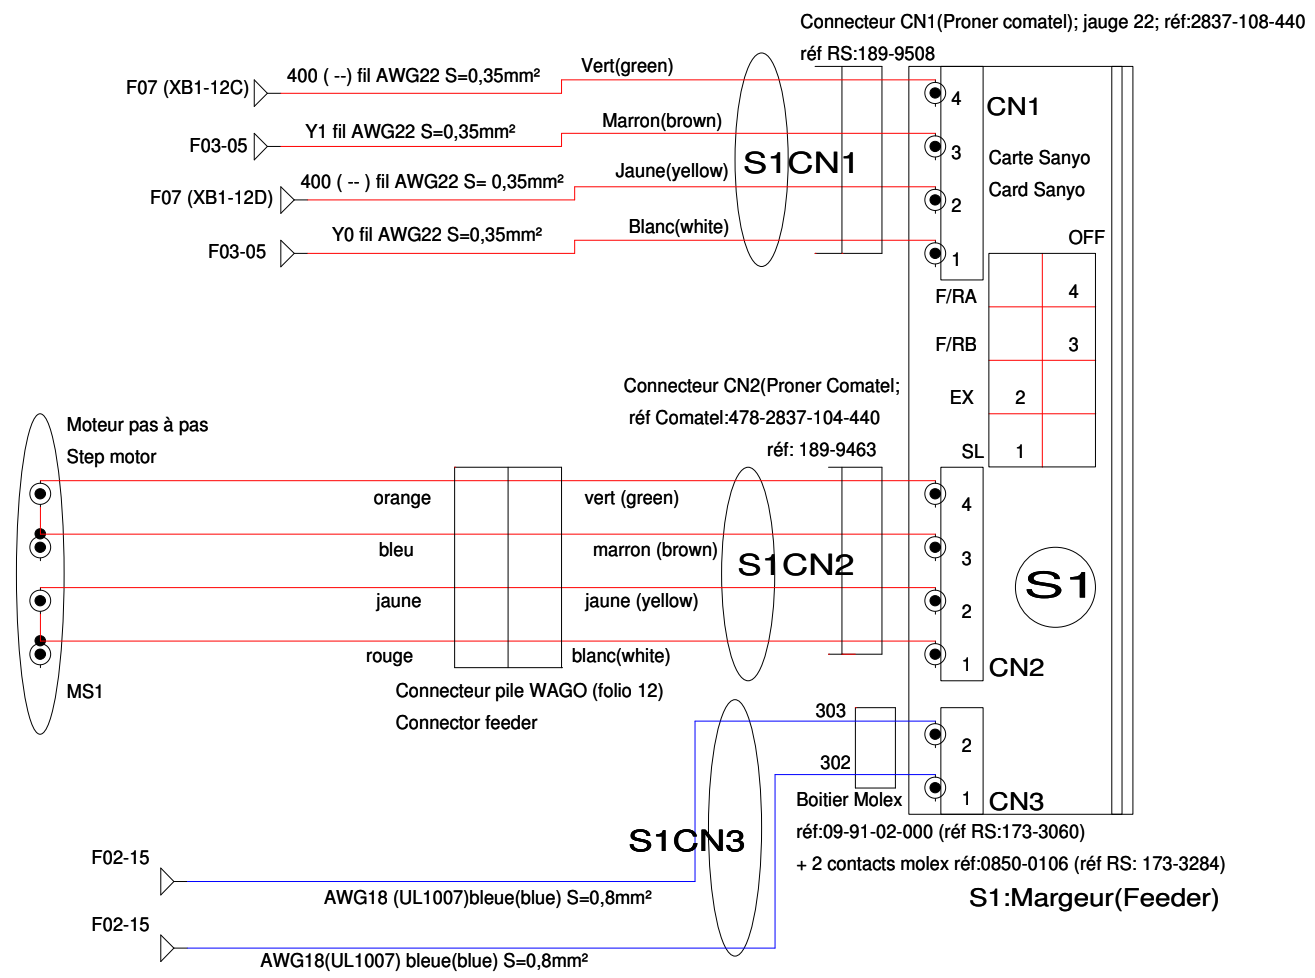 Connecteur CN1(Proner comatel); jauge 22; réf:2837-108-440
réf RS:189-9508
F07 (XB1-12C)
400 ( --) fil AWG22 S=0,35mm²
Vert(green)
4
CN1
F03-05
Y1 fil AWG22 S=0,35mm²
Marron(brown)
3
S1CN1
Carte Sanyo
Card Sanyo
F07 (XB1-12D)
400 ( -- ) fil AWG22 S= 0,35mm²
Jaune(yellow)
2
F03-05
Y0 fil AWG22 S=0,35mm²
Blanc(white)
1
OFF
F/RA
4
F/RB
3
EX
2
SL
1
Connecteur CN2(Proner Comatel;
réf Comatel:478-2837-104-440
réf: 189-9463
Moteur pas à pas
Step motor
orange
vert (green)
4
bleu
marron (brown)
3
S1CN2
S1
jaune
jaune (yellow)
2
rouge
blanc(white)
1
CN2
MS1
Connecteur pile WAGO (folio 12)
Connector feeder
303
2
302
1
CN3
Boitier Molex
réf:09-91-02-000 (réf RS:173-3060)
+ 2 contacts molex réf:0850-0106 (réf RS: 173-3284)
S1CN3
F02-15
AWG18 (UL1007)bleue(blue) S=0,8mm²
S1:Margeur(Feeder)
F02-15
AWG18(UL1007) bleue(blue) S=0,8mm²